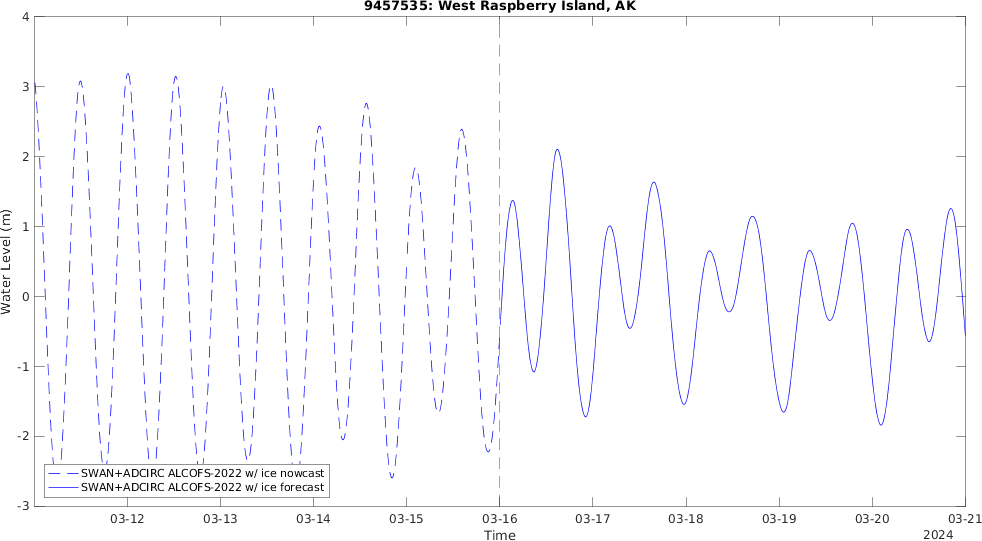 9457535: West Raspberry Island, AK
Water Level (m)
4
3
2
1
0
-1
-2
-3
SWAN+ADCIRC ALCOFS-2022 w/ ice nowcast
SWAN+ADCIRC ALCOFS-2022 w/ ice forecast
03-12 03-13 03-14 03-15 03-16 03-17 03-18 03-19 03-20 03-21
Time
2024